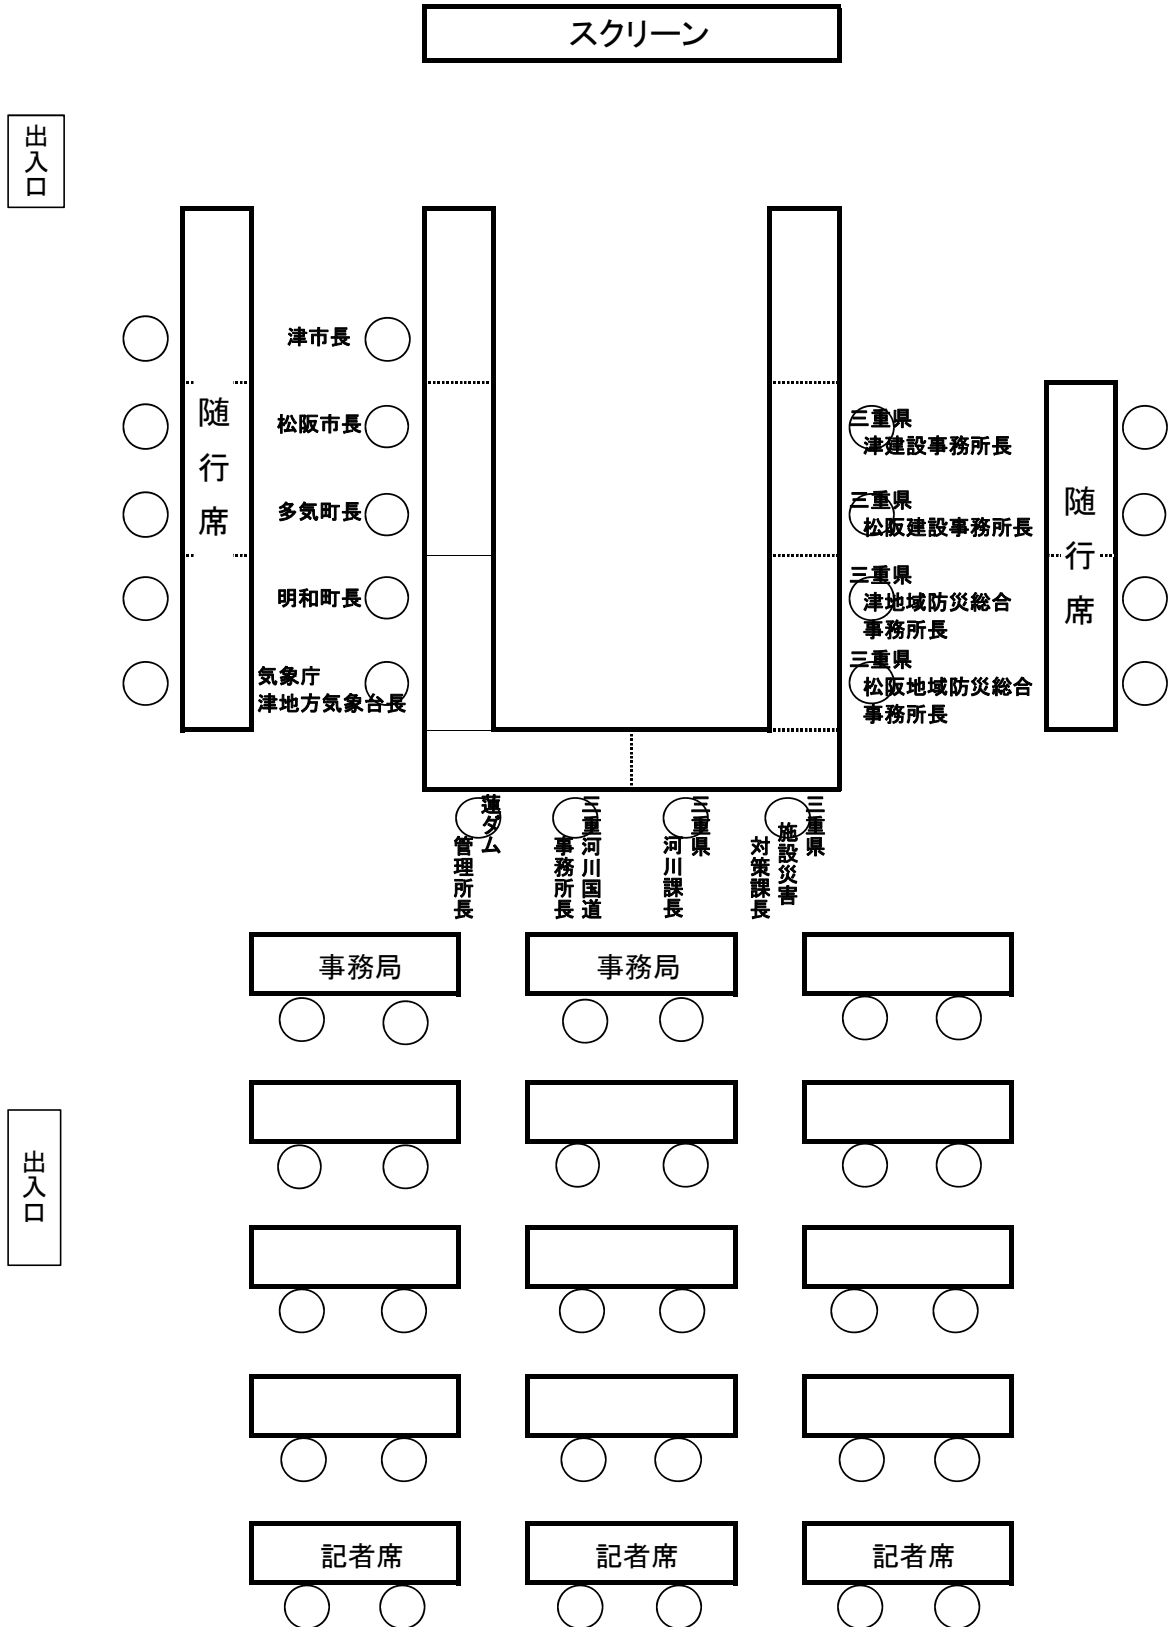 スクリーン
出入口
津市長
松阪市長
多気町長
明和町長
気象庁
津地方気象台長
随行席
三重県
津建設事務所長
三重県
松阪建設事務所長
三重県
津地域防災総合
事務所長
三重県
松阪地域防災総合
事務所長
随行席
蓮ダム
管理所長
三重河川国道
事務所長
三重県
河川課長
三重県
施設災害
対策課長
事務局
事務局
出入口
記者席
記者席
記者席